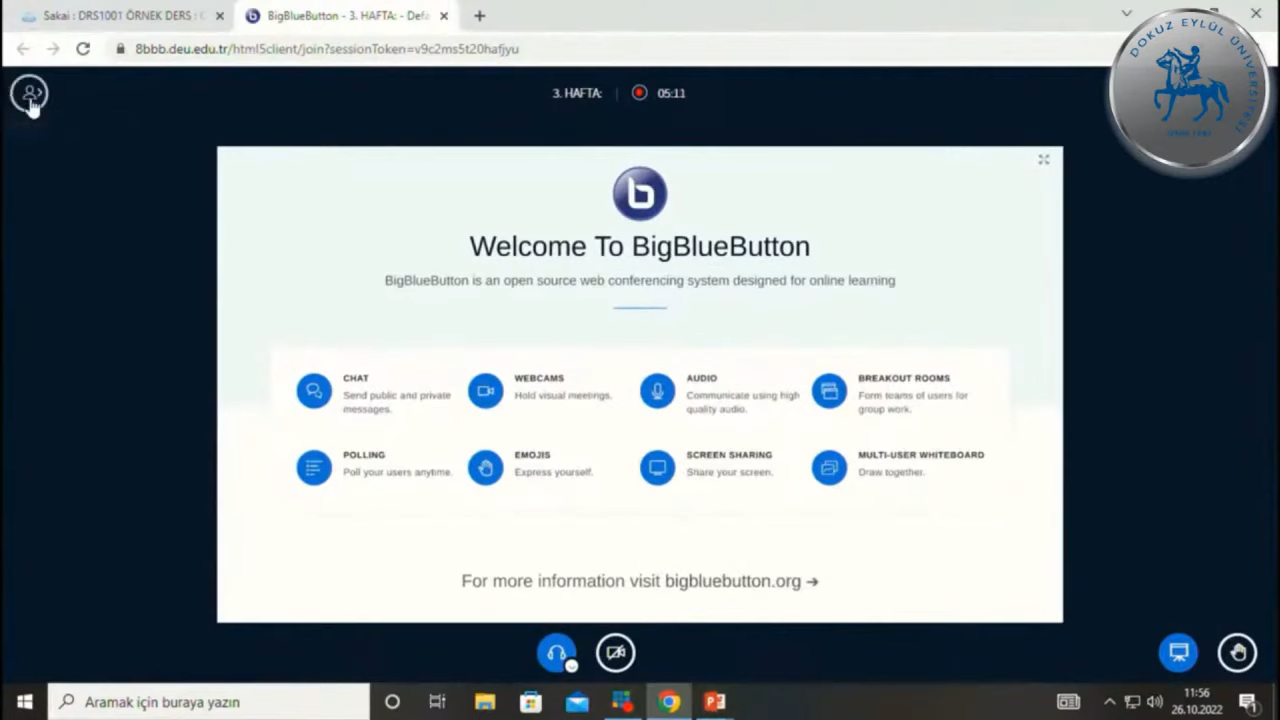 Sakai : DRS1001 ÖRNEK DERS :
BigBlueButton - 3. HAFTA: - Defa
8bbb.deu.edu.tr/html5client/join?sessionToken=v9c2ms5t20hafjyu
DOKUZ EYLÜL ÜNİVERSİTESİ
3. HAFTA:
05:11
Welcome To BigBlueButton
BigBlueButton is an open source web conferencing system designed for online learning
CHAT
Send public and private
messages.
WEBCAMS
Hold visual meetings.
AUDIO
Communicate using high
quality audio.
BREAKOUT ROOMS
Form teams of users for
group work.
POLLING
Poll your users anytime.
EMOJIS
Express yourself.
SCREEN SHARING
Share your screen.
MULTI-USER WHITEBOARD
Draw together.
For more information visit bigbluebutton.org →
Aramak için buraya yazın
11:56
26.10.2022
1